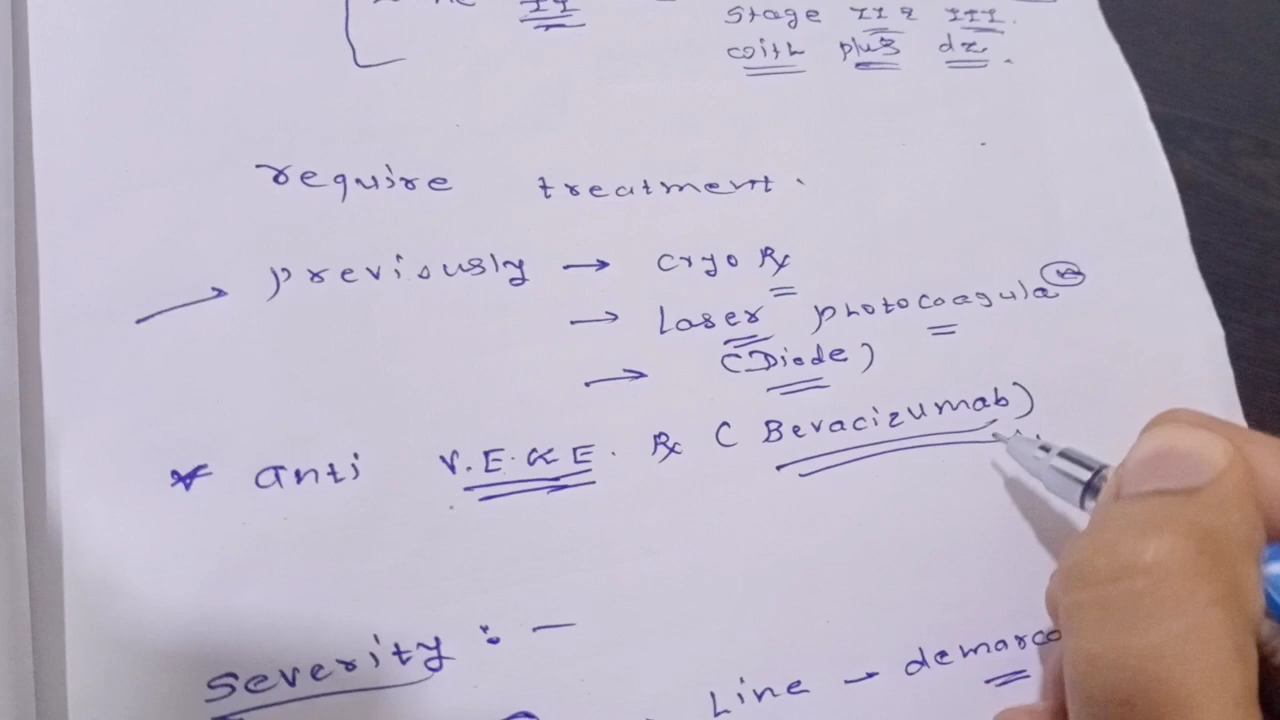 II Stage II & III.
with plus dz.
require treatment.
previously → cryo Rx
→ Laser photocoagula
→ (Diode)
* anti V.E.G.E. Rx (Bevacizumab)
Severity :-
Line - demarca